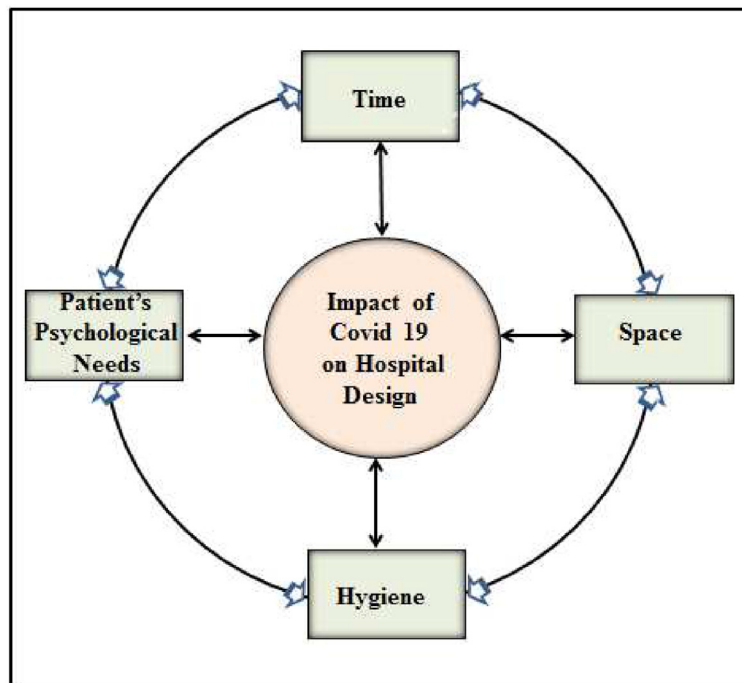 Time
Patient's
Psychological
Needs
Impact of
Covid 19
on Hospital
Design
Space
Hygiene